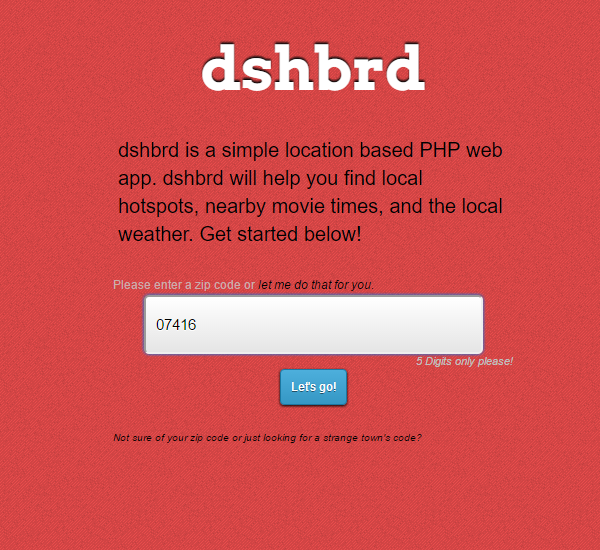 dshbrd
dshbrd is a simple location based PHP web
app. dshbrd will help you find local
hotspots, nearby movie times, and the local
weather. Get started below!
Please enter a zip code or let me do that for you.
07416
5 Digits only please!
Let's go!
Not sure of your zip code or just looking for a strange town's code?